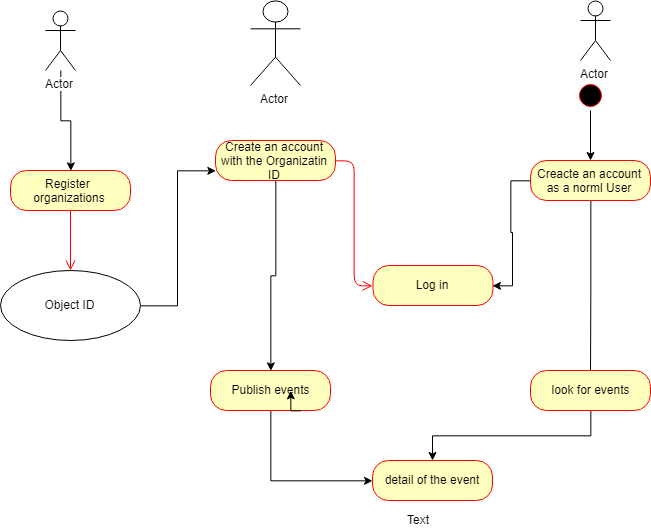 Actor
Actor
Actor
Create an account
with the Organizatin
ID
Creacte an account
as a norml User
Register
organizations
Log in
Object ID
Publish events
look for events
detail of the event
Text